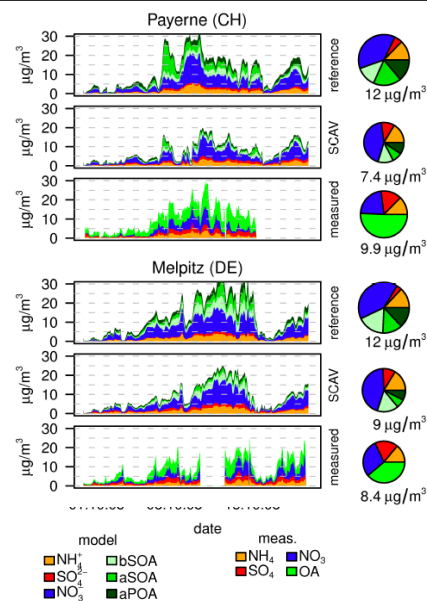 Payerne (CH)
30
20
10
0
μg/m³
reference
12 μg/m³
30
20
10
0
μg/m³
SCAV
7.4 μg/m³
30
20
10
0
μg/m³
measured
9.9 μg/m³
Melpitz (DE)
30
20
10
0
μg/m³
reference
12 μg/m³
30
20
10
0
μg/m³
SCAV
9 μg/m³
30
20
10
0
μg/m³
measured
8.4 μg/m³
date
model
meas.
NH₄⁺ bSOA
SO₄²⁻ aSOA
NO₃⁻ aPOA
NH₄ NO₃
SO₄ OA